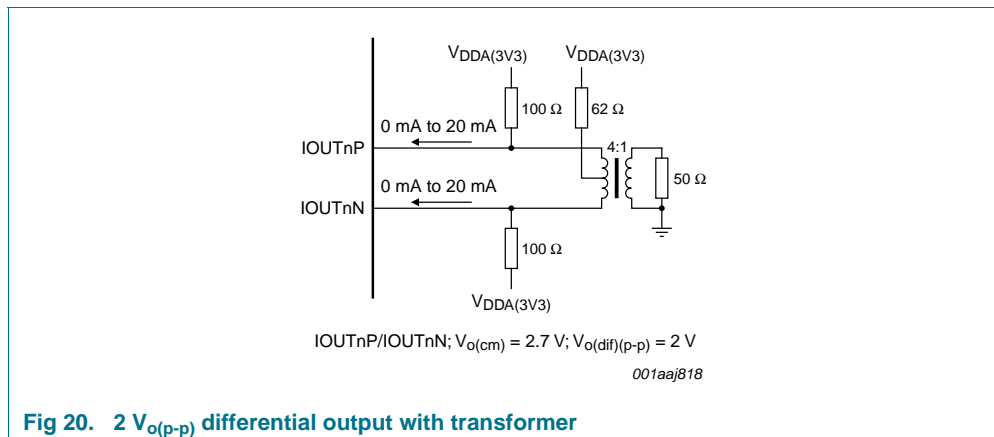 VDDA(3V3) VDDA(3V3)
100 Ω 62 Ω
0 mA to 20 mA
IOUTnP
4:1
0 mA to 20 mA
50 Ω
IOUTnN
100 Ω
VDDA(3V3)
IOUTnP/IOUTnN; Vo(cm) = 2.7 V; Vo(dif)(p-p) = 2 V
001aaj818
Fig 20. 2 Vo(p-p) differential output with transformer